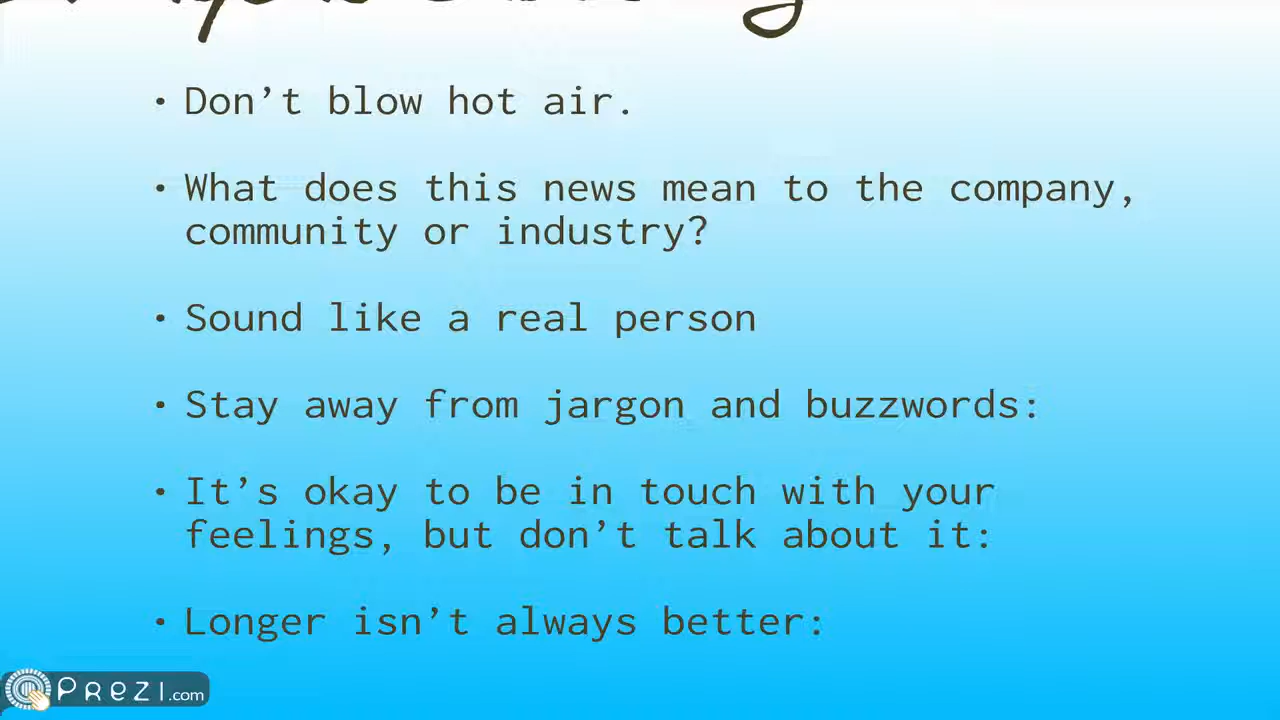 • Don’t blow hot air.
• What does this news mean to the company,
community or industry?
• Sound like a real person
• Stay away from jargon and buzzwords:
• It’s okay to be in touch with your
feelings, but don’t talk about it:
• Longer isn’t always better:
Prezi.com